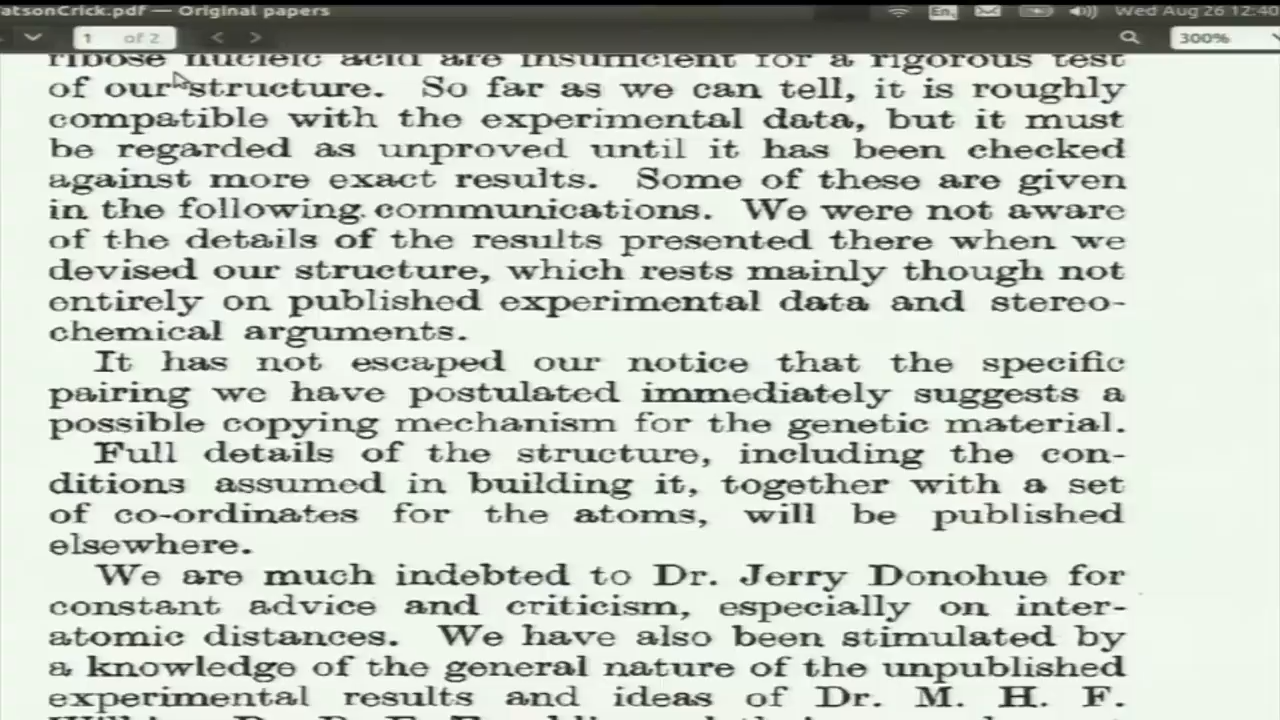 atsonCrick.pdf — Original papers
En
Wed Aug 26 12:40
1 of 2
300%
ribose nucleic acid are insufficient for a rigorous test
of our structure. So far as we can tell, it is roughly
compatible with the experimental data, but it must
be regarded as unproved until it has been checked
against more exact results. Some of these are given
in the following communications. We were not aware
of the details of the results presented there when we
devised our structure, which rests mainly though not
entirely on published experimental data and stereo-
chemical arguments.
It has not escaped our notice that the specific
pairing we have postulated immediately suggests a
possible copying mechanism for the genetic material.
Full details of the structure, including the con-
ditions assumed in building it, together with a set
of co-ordinates for the atoms, will be published
elsewhere.
We are much indebted to Dr. Jerry Donohue for
constant advice and criticism, especially on inter-
atomic distances. We have also been stimulated by
a knowledge of the general nature of the unpublished
experimental results and ideas of Dr. M. H. F.